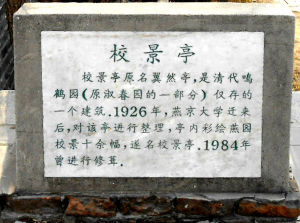 校景亭
校景亭原名翼然亭，是清代鳴
鶴园(原淑春园的一部分)仅存的
一个建筑.1926年，燕京大学迁来
后，对该亭进行整理，亭内彩绘燕园
校景十余幅，遂名校景亭.1984年
曾进行修葺.